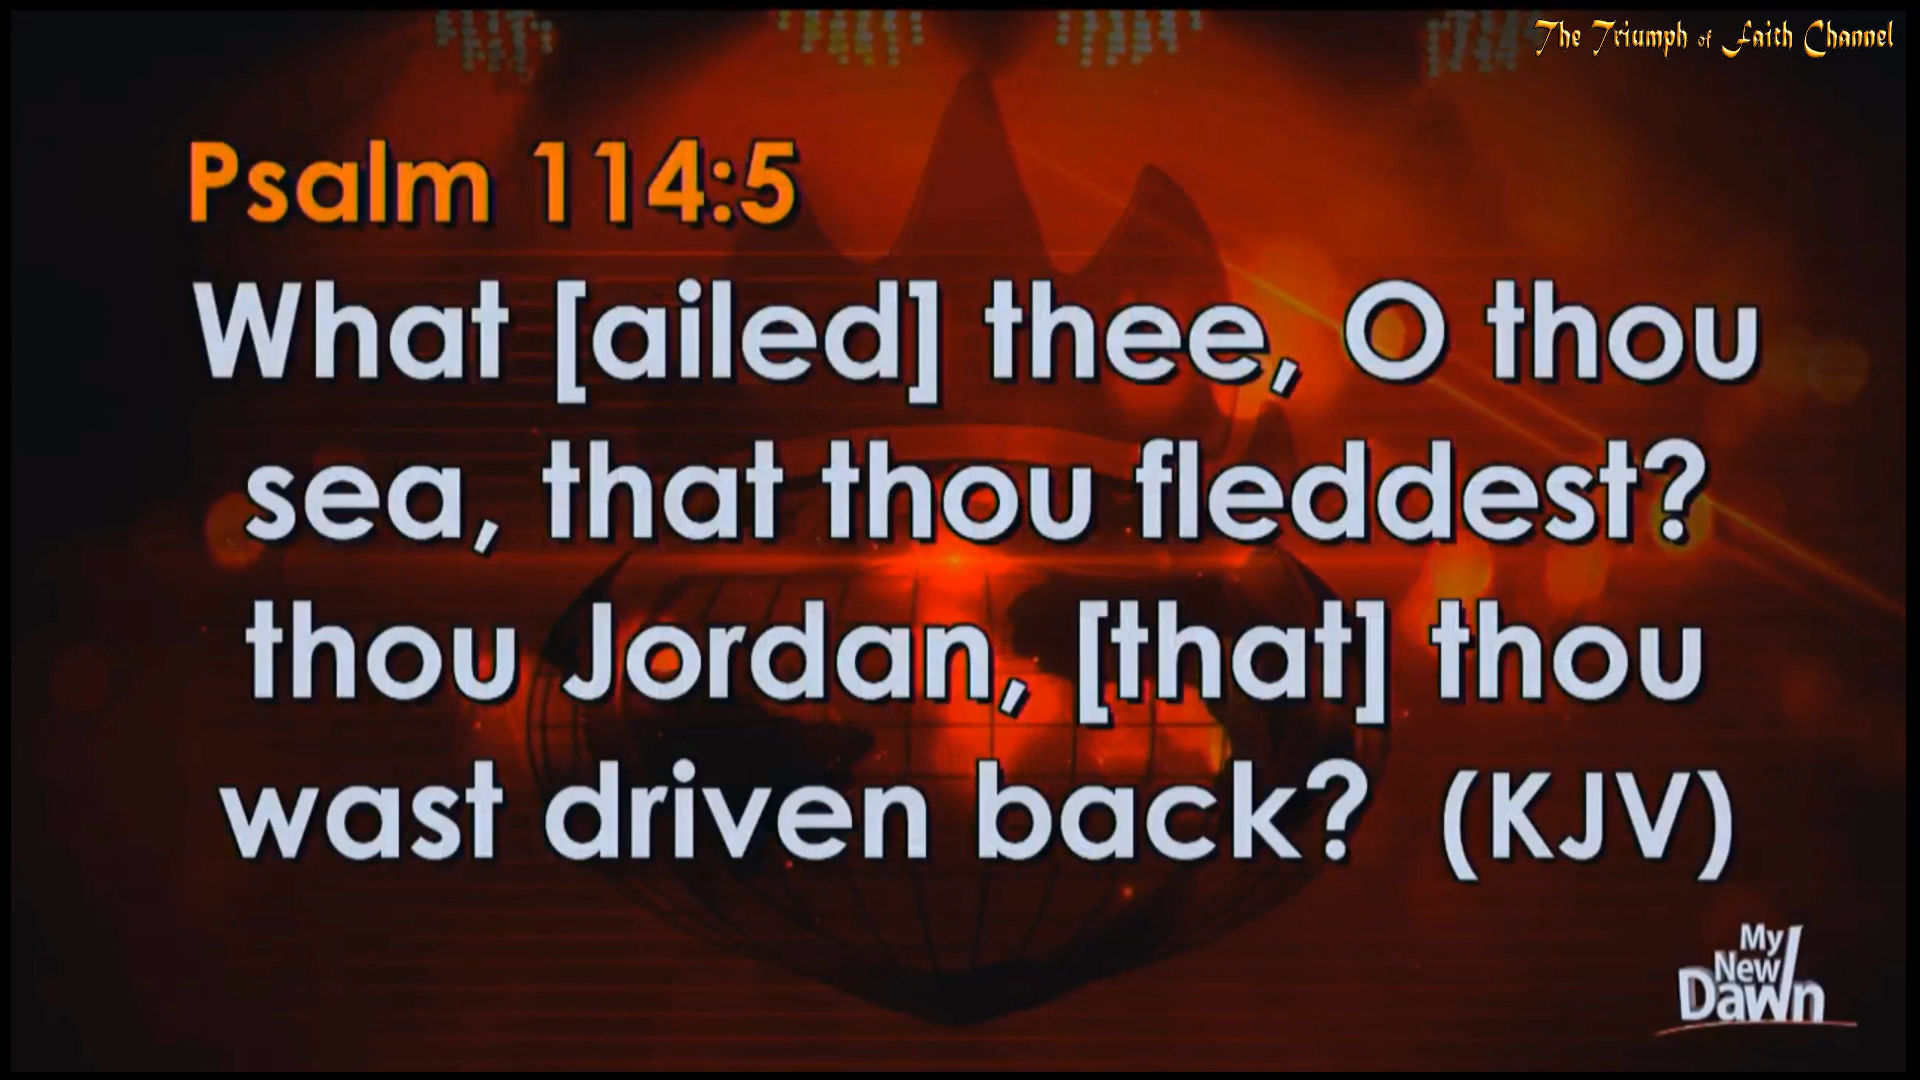 The Triumph of Faith Channel
Psalm 114:5
What [ailed] thee, O thou
sea, that thou fleddest?
thou Jordan, [that] thou
wast driven back? (KJV)
My
New
Dawn